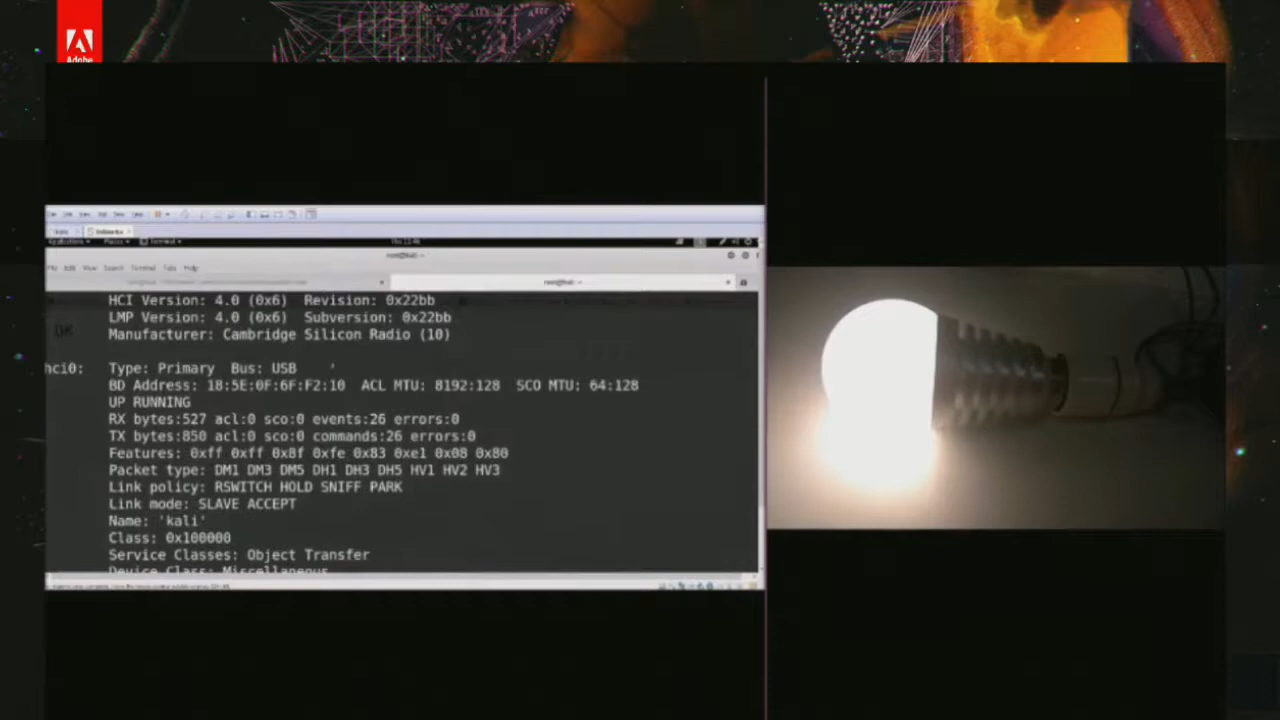 Adobe
HCI Version: 4.0 (0x6) Revision: 0x22bb
LMP Version: 4.0 (0x6) Subversion: 0x22bb
Manufacturer: Cambridge Silicon Radio (10)
hci0: Type: Primary Bus: USB
BD Address: 18:5E:0F:6F:F2:10 ACL MTU: 8192:128 SCO MTU: 64:128
UP RUNNING
RX bytes:527 acl:0 sco:0 events:26 errors:0
TX bytes:850 acl:0 sco:0 commands:26 errors:0
Features: 0xff 0xff 0x8f 0xfe 0x83 0xe1 0x08 0x80
Packet type: DM1 DM3 DM5 DH1 DH3 DH5 HV1 HV2 HV3
Link policy: RSWITCH HOLD SNIFF PARK
Link mode: SLAVE ACCEPT
Name: 'kali'
Class: 0x100000
Service Classes: Object Transfer
Device Class: Miscellaneous